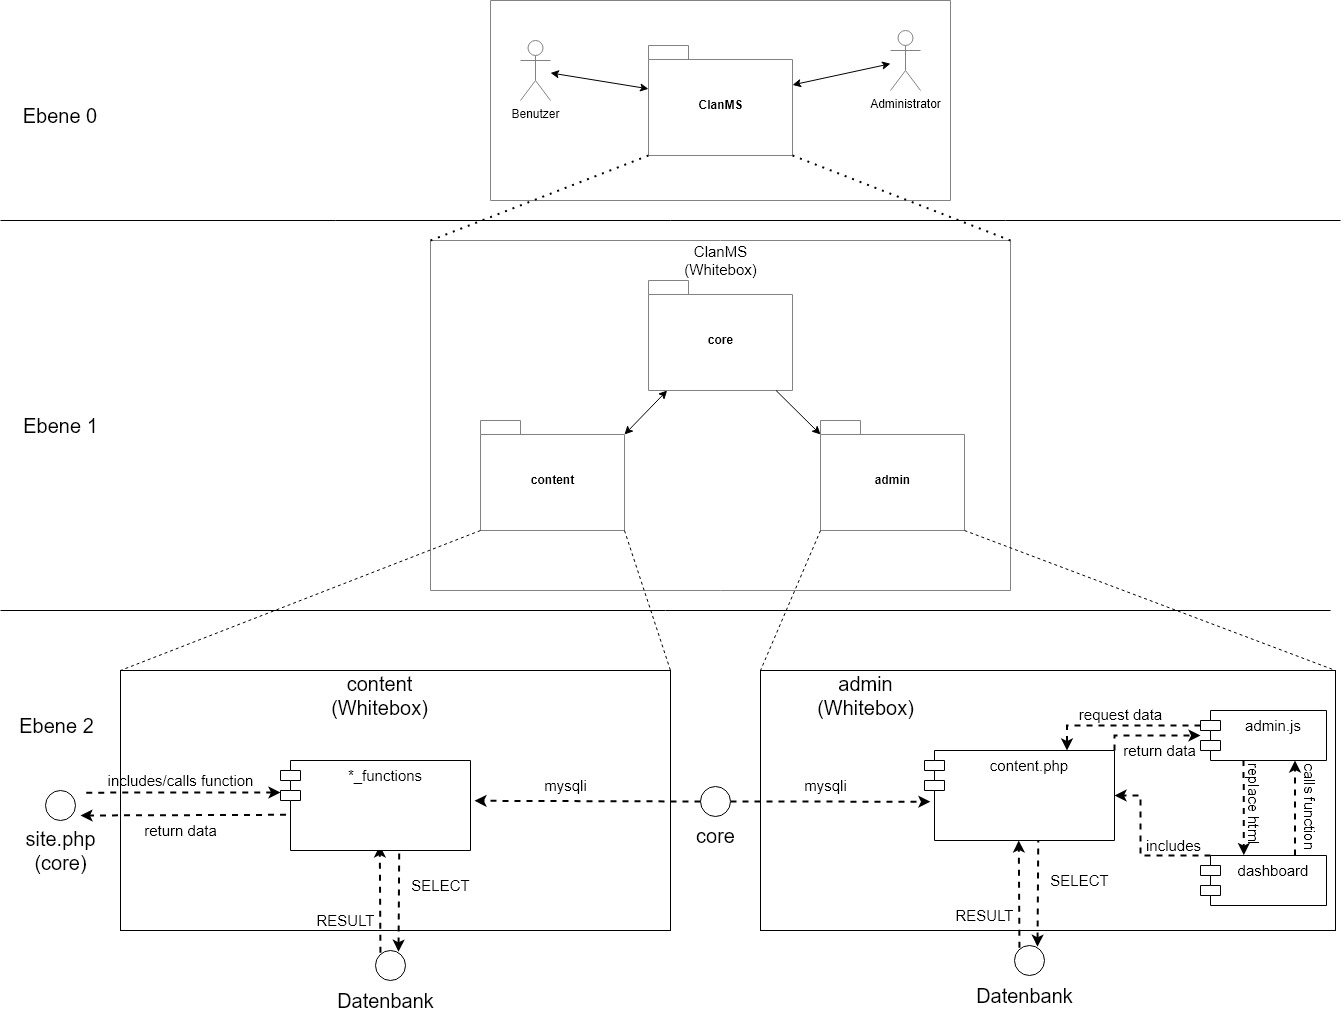 Ebene 0
Benutzer
ClanMS
Administrator
Ebene 1
ClanMS
(Whitebox)
core
content
admin
Ebene 2
content
(Whitebox)
includes/calls function
return data
site.php
(core)
*_functions
mysqli
SELECT
RESULT
Datenbank
core
mysqli
admin
(Whitebox)
request data
return data
admin.js
content.php
replace html
calls function
includes
dashboard
SELECT
RESULT
Datenbank